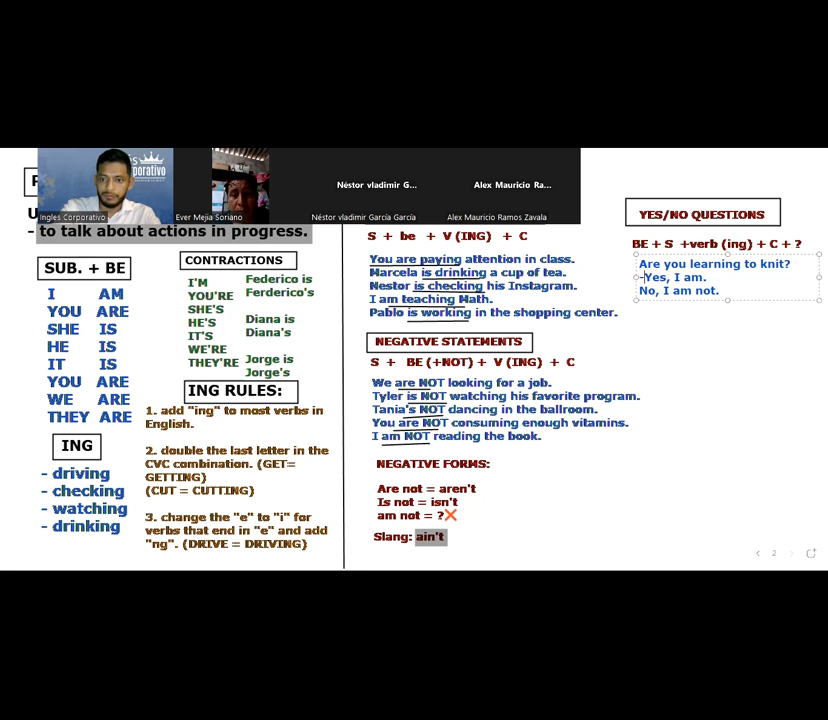 s
porativo
Ingles Corporativo
Ever Mejia Soriano
Néstor vladimir G...
Néstor vladimir García García
Alex Mauricio Ra...
Alex Mauricio Ramos Zavala
- to talk about actions in progress.
SUB. + BE
I AM
YOU ARE
SHE IS
HE IS
IT IS
YOU ARE
WE ARE
THEY ARE
ING
- driving
- checking
- watching
- drinking
CONTRACTIONS
I'M
YOU'RE
SHE'S
HE'S
IT'S
WE'RE
THEY'RE
Federico is
Ferderico's
Diana is
Diana's
Jorge is
Jorge's
ING RULES:
1. add "ing" to most verbs in
English.
2. double the last letter in the
CVC combination. (GET=
GETTING)
(CUT = CUTTING)
3. change the "e" to "i" for
verbs that end in "e" and add
"ng". (DRIVE = DRIVING)
S + be + V (ING) + C
You are paying attention in class.
Marcela is drinking a cup of tea.
Nestor is checking his Instagram.
I am teaching Math.
Pablo is working in the shopping center.
NEGATIVE STATEMENTS
S + BE (+NOT) + V (ING) + C
We are NOT looking for a job.
Tyler is NOT watching his favorite program.
Tania's NOT dancing in the ballroom.
You are NOT consuming enough vitamins.
I am NOT reading the book.
NEGATIVE FORMS:
Are not = aren't
Is not = isn't
am not = ?❌
Slang: ain't
YES/NO QUESTIONS
BE + S +verb (ing) + C + ?
Are you learning to knit?
-Yes, I am.
No, I am not.
2